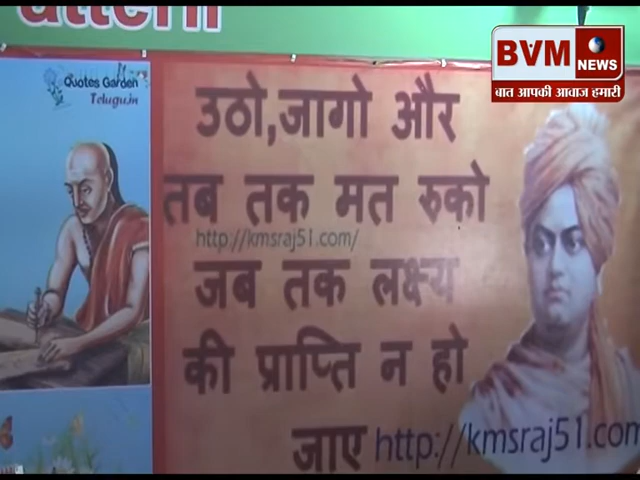 attern
BVM
NEWS
बात आपकी आवाज हमारी
Quotes Garden
Telugu.in
उठो,जागो और
तब तक मत रुको
http://kmsraj51.com/
जब तक लक्ष्य
की प्राप्ति न हो
जाए http://kmsraj51.com